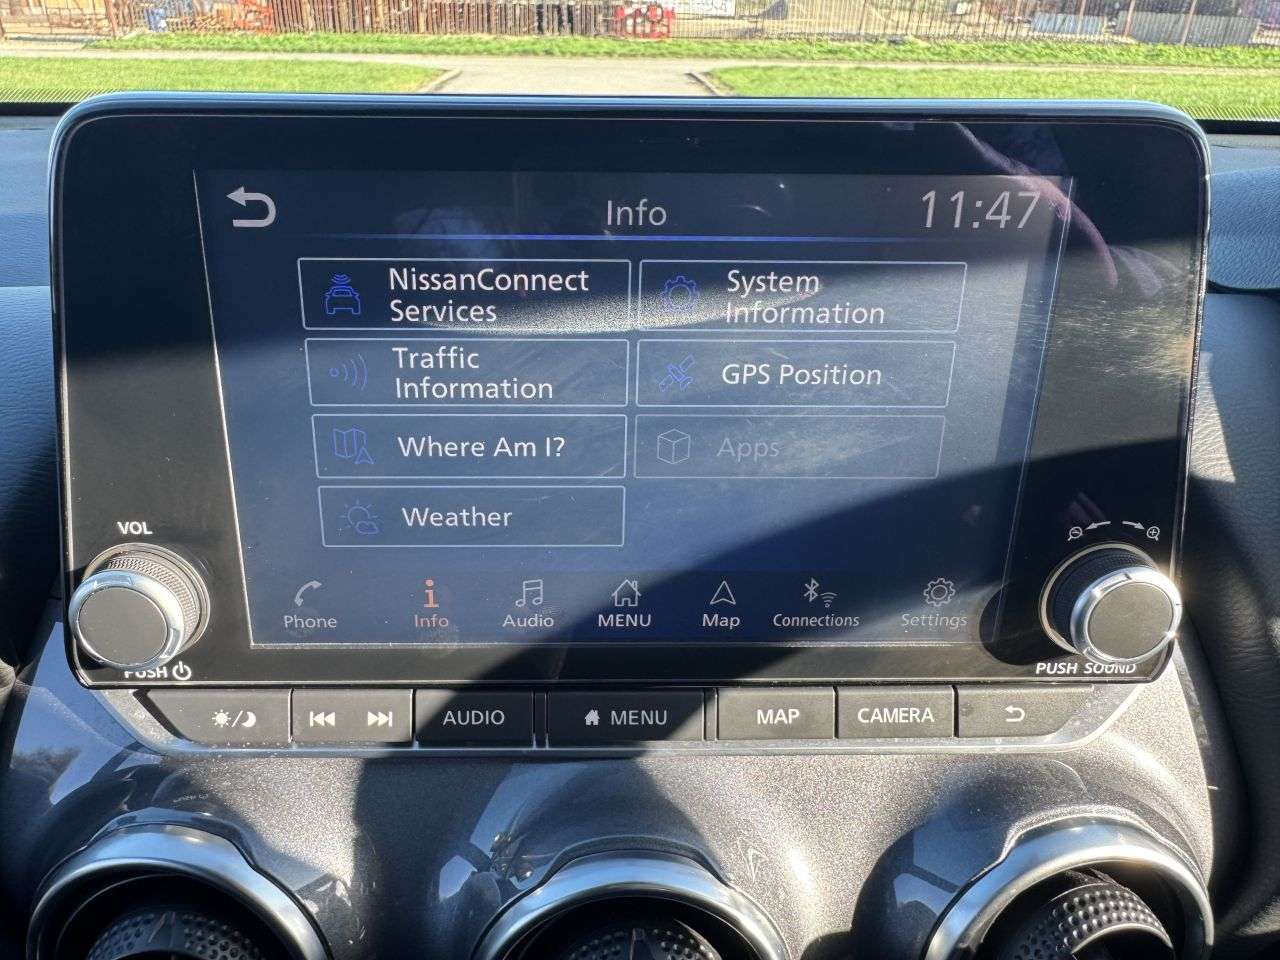 Info
11:47
NissanConnect
Services
System
Information
Traffic
Information
GPS Position
Where Am I?
Apps
Weather
VOL
Phone
Info
Audio
MENU
Map
Connections
Settings
PUSH
PUSH SOUND
AUDIO
MENU
MAP
CAMERA